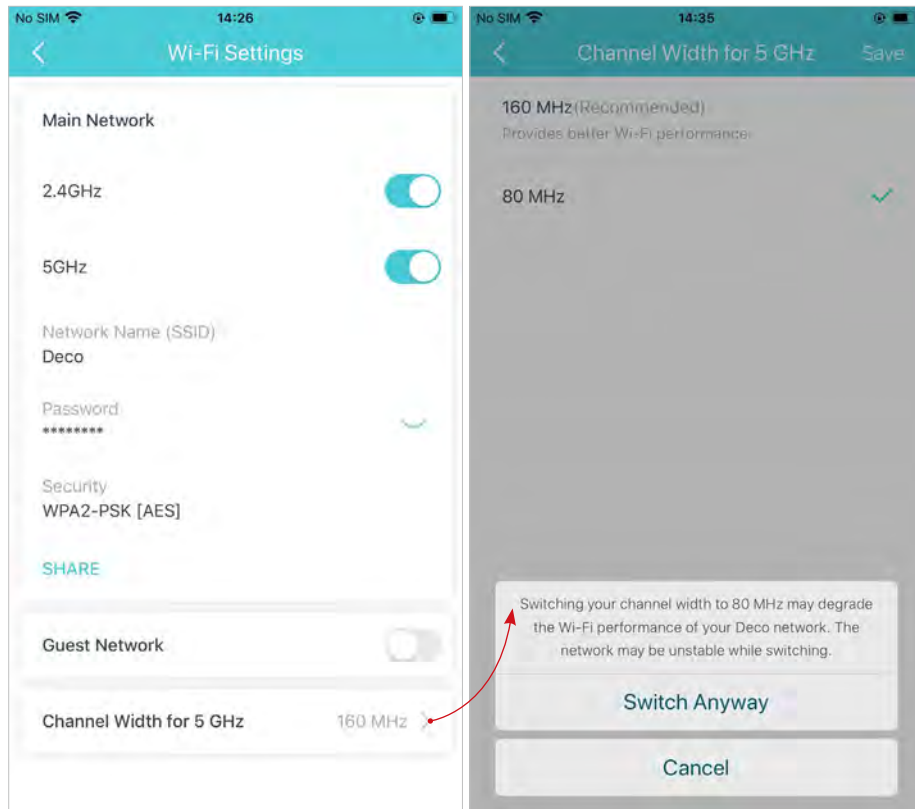 No SIM 14:26
Wi-Fi Settings
Main Network
2.4GHz
5GHz
Network Name (SSID)
Deco
Password
********
Security
WPA2-PSK [AES]
SHARE
Guest Network
Channel Width for 5 GHz 160 MHz
No SIM 14:35
Channel Width for 5 GHz Save
160 MHz(Recommended)
Provides better Wi-Fi performance.
80 MHz
Switching your channel width to 80 MHz may degrade
the Wi-Fi performance of your Deco network. The
network may be unstable while switching.
Switch Anyway
Cancel